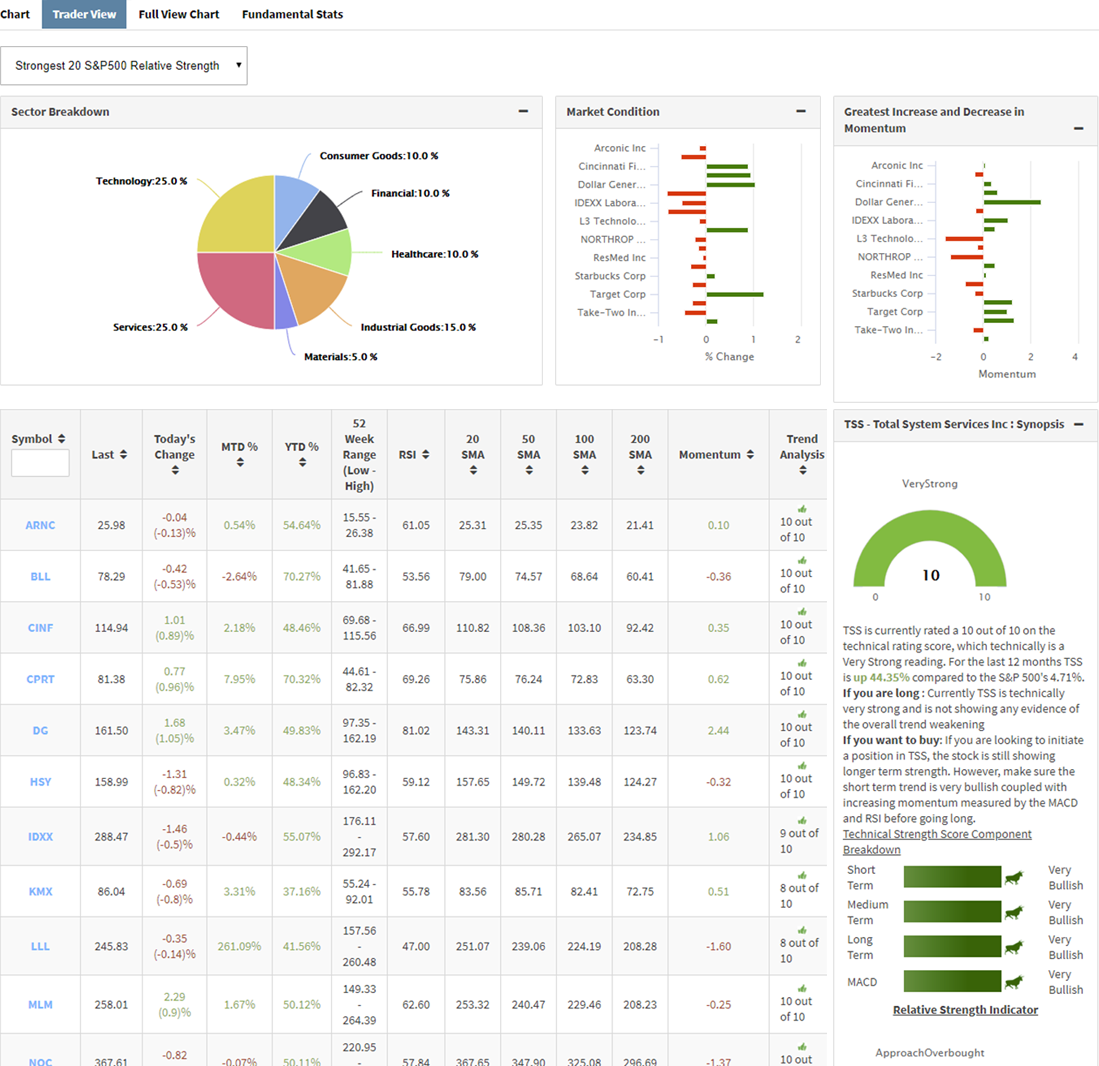 Chart Trader View Full View Chart Fundamental Stats
Strongest 20 S&P500 Relative Strength
Sector Breakdown
Consumer Goods:10.0 %
Technology:25.0 %
Financial:10.0 %
Healthcare:10.0 %
Services:25.0 %
Industrial Goods:15.0 %
Materials:5.0 %
Market Condition
Arconic Inc
Cincinnati Fi...
Dollar Gener...
IDEXX Labora...
L3 Technolo...
NORTHROP ...
ResMed Inc
Starbucks Corp
Target Corp
Take-Two In...
-1 0 1 2
% Change
Greatest Increase and Decrease in
Momentum
Arconic Inc
Cincinnati Fi...
Dollar Gener...
IDEXX Labora...
L3 Technolo...
NORTHROP ...
ResMed Inc
Starbucks Corp
Target Corp
Take-Two In...
-2 0 2 4
Momentum
Symbol Last Today's Change MTD % YTD % 52 Week Range (Low - High) RSI 20 SMA 50 SMA 100 SMA 200 SMA Momentum Trend Analysis
ARNC 25.98 -0.04 (-0.13)% 0.54% 54.64% 15.55 - 26.38 61.05 25.31 25.35 23.82 21.41 0.10 10 out of 10
BLL 78.29 -0.42 (-0.53)% -2.64% 70.27% 41.65 - 81.88 53.56 79.00 74.57 68.64 60.41 -0.36 10 out of 10
CINF 114.94 1.01 (0.89)% 2.18% 48.46% 69.68 - 115.56 66.99 110.82 108.36 103.10 92.42 0.35 10 out of 10
CPRT 81.38 0.77 (0.96)% 7.95% 70.32% 44.61 - 82.32 69.26 75.86 76.24 72.83 63.30 0.62 10 out of 10
DG 161.50 1.68 (1.05)% 3.47% 49.83% 97.35 - 162.19 81.02 143.31 140.11 133.63 123.74 2.44 10 out of 10
HSY 158.99 -1.31 (-0.82)% 0.32% 48.34% 96.83 - 162.20 59.12 157.65 149.72 139.48 124.27 -0.32 10 out of 10
IDXX 288.47 -1.46 (-0.5)% -0.44% 55.07% 176.11 - 292.17 57.60 281.30 280.28 265.07 234.85 1.06 9 out of 10
KMX 86.04 -0.69 (-0.8)% 3.31% 37.16% 55.24 - 92.01 55.78 83.56 85.71 82.41 72.75 0.51 8 out of 10
LLL 245.83 -0.35 (-0.14)% 261.09% 41.56% 157.56 - 260.48 47.00 251.07 239.06 224.19 208.28 -1.60 8 out of 10
MLM 258.01 2.29 (0.9)% 1.67% 50.12% 149.33 - 264.39 62.60 253.32 240.47 229.46 208.23 -0.25 10 out of 10
NOC 367.61 -0.82 -0.07% 50.11% 220.95 - 57.84 367.65 347.90 325.08 296.69 -1.37 10 out
TSS - Total System Services Inc : Synopsis
VeryStrong
10
0 10
TSS is currently rated a 10 out of 10 on the
technical rating score, which technically is a
Very Strong reading. For the last 12 months TSS
is up 44.35% compared to the S&P 500's 4.71%.
If you are long : Currently TSS is technically
very strong and is not showing any evidence of
the overall trend weakening
If you want to buy: If you are looking to initiate
a position in TSS, the stock is still showing
longer term strength. However, make sure the
short term trend is very bullish coupled with
increasing momentum measured by the MACD
and RSI before going long.
Technical Strength Score Component
Breakdown
Short Term Very Bullish
Medium Term Very Bullish
Long Term Very Bullish
MACD Very Bullish
Relative Strength Indicator
ApproachOverbought